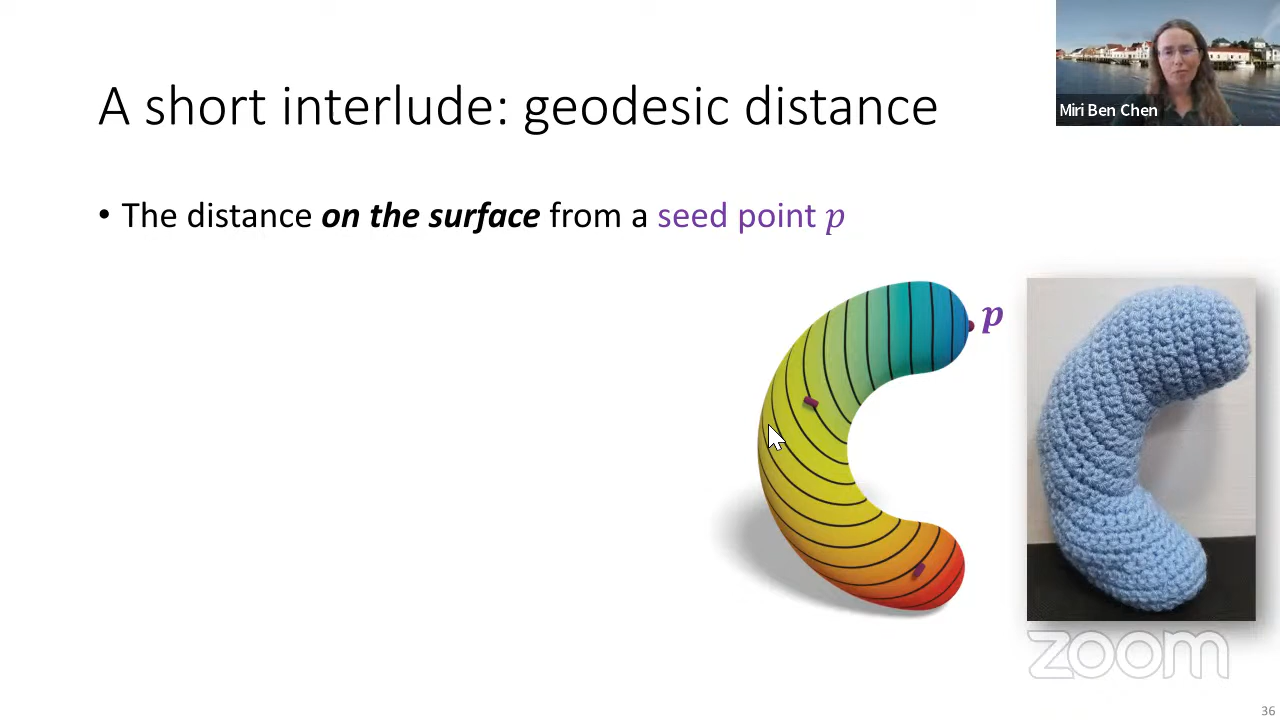 Miri Ben Chen
A short interlude: geodesic distance
• The distance on the surface from a seed point p
p
zoom
36